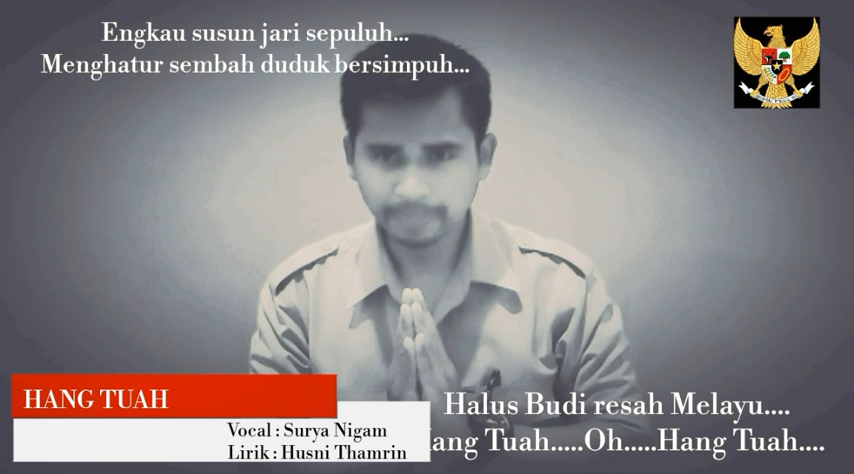 Engkau susun jari sepuluh...
Menghatur sembah duduk bersimpuh...
HANG TUAH
Vocal : Surya Nigam
Lirik : Husni Thamrin
Halus Budi resah Melayu....
ang Tuah.....Oh.....Hang Tuah....